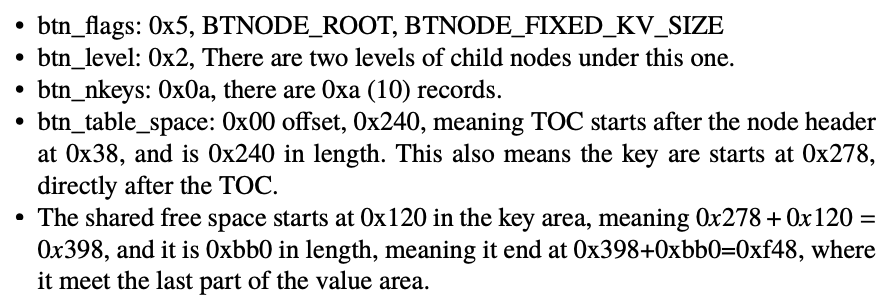 • btn_flags: 0x5, BTNODE_ROOT, BTNODE_FIXED_KV_SIZE
• btn_level: 0x2, There are two levels of child nodes under this one.
• btn_nkeys: 0x0a, there are 0xa (10) records.
• btn_table_space: 0x00 offset, 0x240, meaning TOC starts after the node header
at 0x38, and is 0x240 in length. This also means the key are starts at 0x278,
directly after the TOC.
• The shared free space starts at 0x120 in the key area, meaning 0x278 + 0x120 =
0x398, and it is 0xbb0 in length, meaning it end at 0x398+0xbb0=0xf48, where
it meet the last part of the value area.